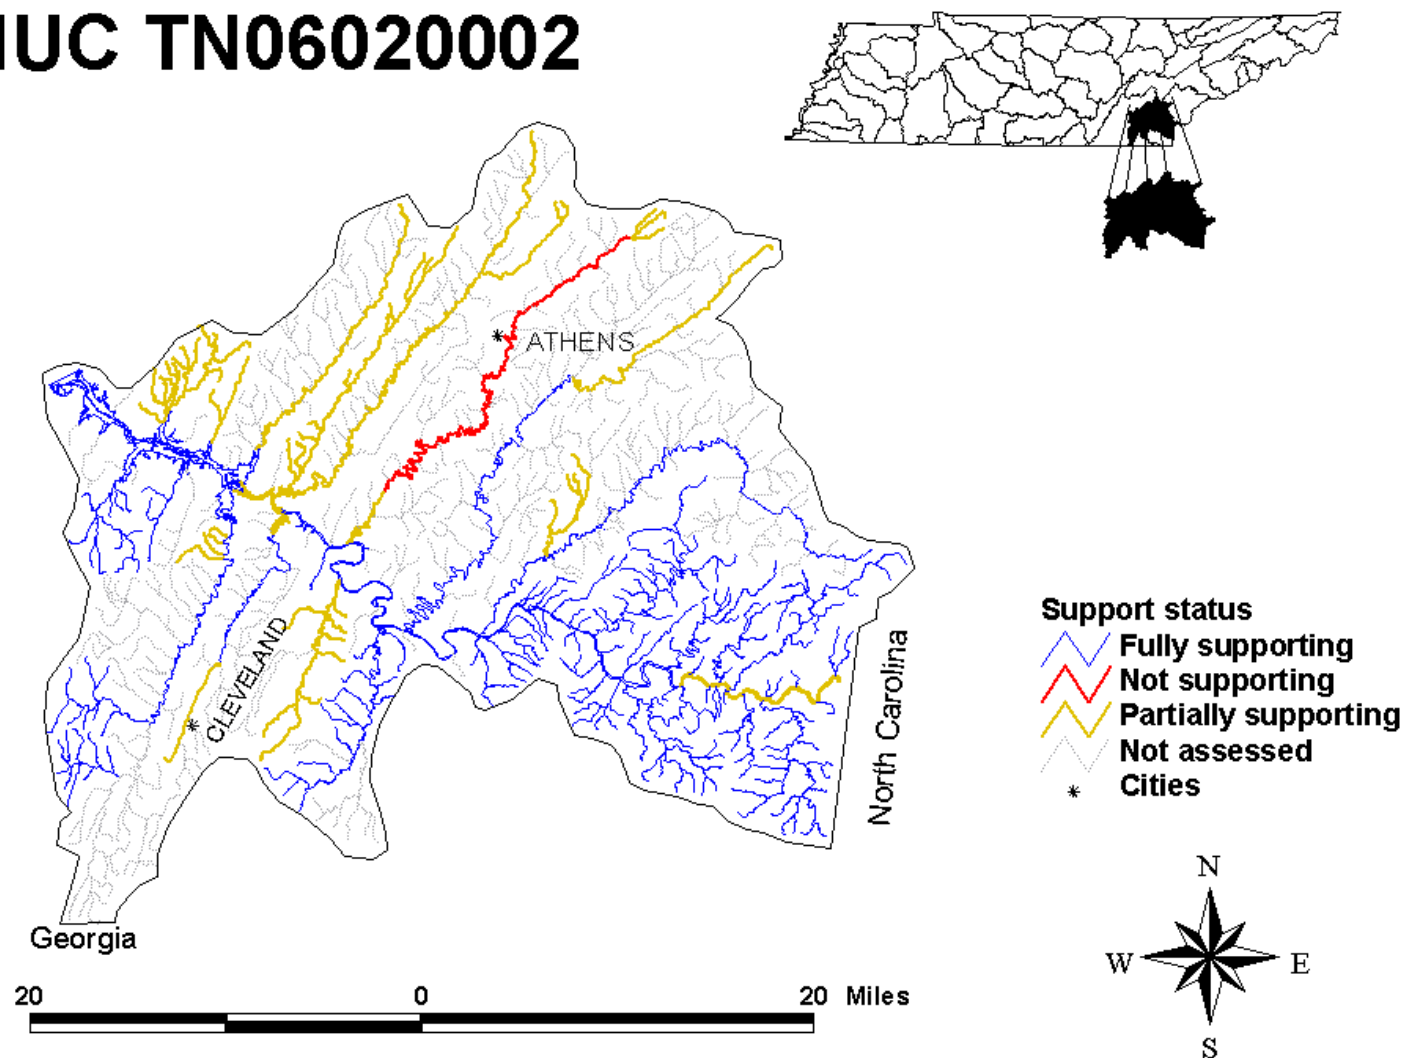 IUC TN06020002
ATHENS
CLEVELAND
North Carolina
Georgia
Support status
Fully supporting
Not supporting
Partially supporting
Not assessed
Cities
N
W E
S
20 0 20 Miles